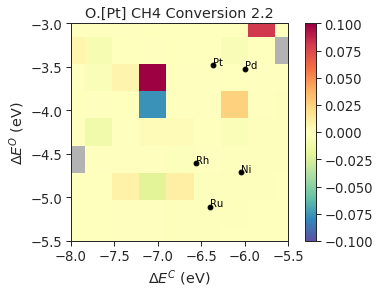 O.[Pt] CH4 Conversion 2.2
−3.0
−3.5
−4.0
−4.5
−5.0
−5.5
ΔE^O (eV)
Pt
Pd
Rh
Ni
Ru
−8.0 −7.5 −7.0 −6.5 −6.0 −5.5
ΔE^C (eV)
0.100
0.075
0.050
0.025
0.000
−0.025
−0.050
−0.075
−0.100